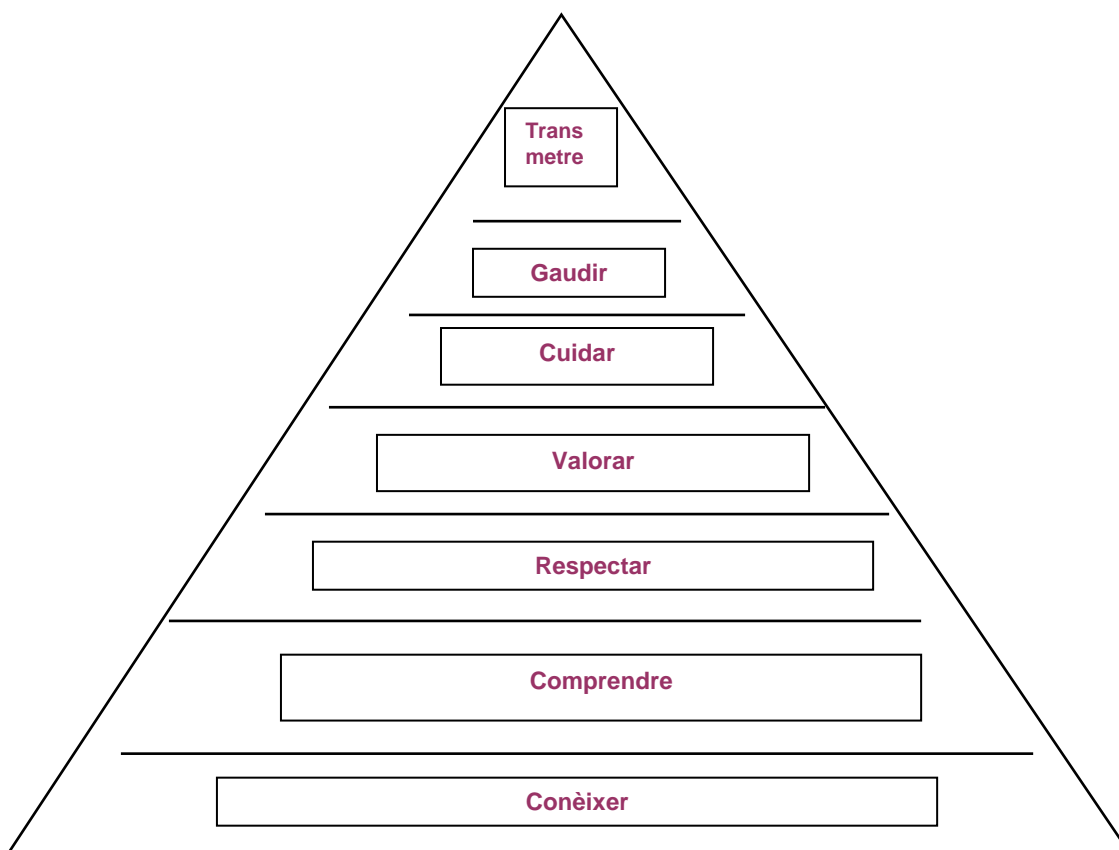 Trans
metre
Gaudir
Cuidar
Valorar
Respectar
Comprendre
Conèixer